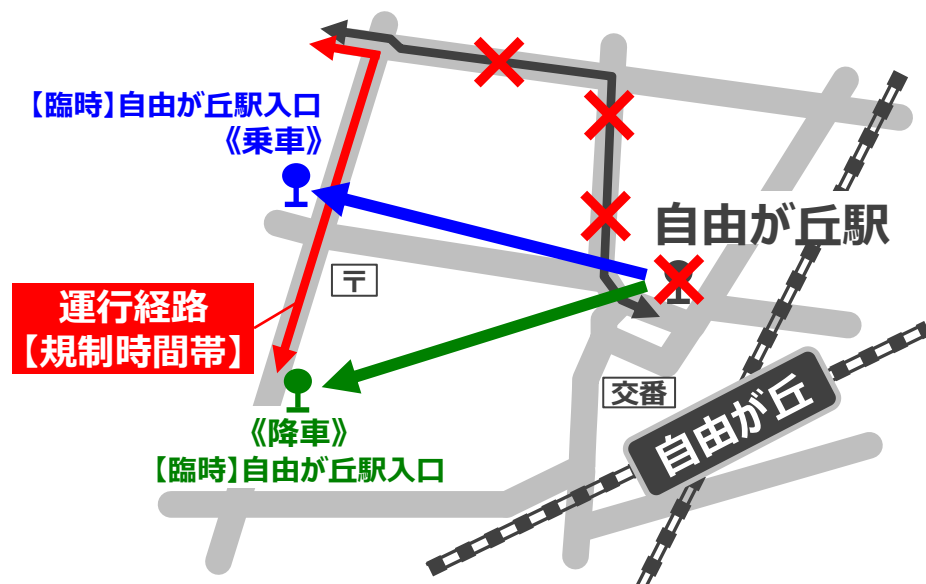 【臨時】自由が丘駅入口
《乗車》
自由が丘駅
〒
運行経路
【規制時間帯】
交番
自由が丘
《降車》
【臨時】自由が丘駅入口